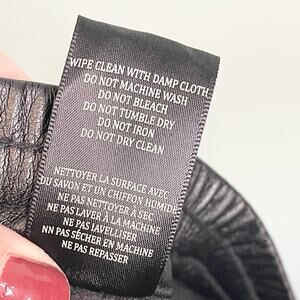 WIPE CLEAN WITH DAMP CLOTH
DO NOT MACHINE WASH
DO NOT BLEACH
DO NOT TUMBLE DRY
DO NOT IRON
DO NOT DRY CLEAN
NETTOYER LA SURFACE AVEC
DU SAVON ET UN CHIFFON HUMIDE
NE PAS NETTOYER À SEC
NE PAS LAVER À LA MACHINE
NE PAS JAVELLISER
NN PAS SÉCHER EN MACHINE
NE PAS REPASSER